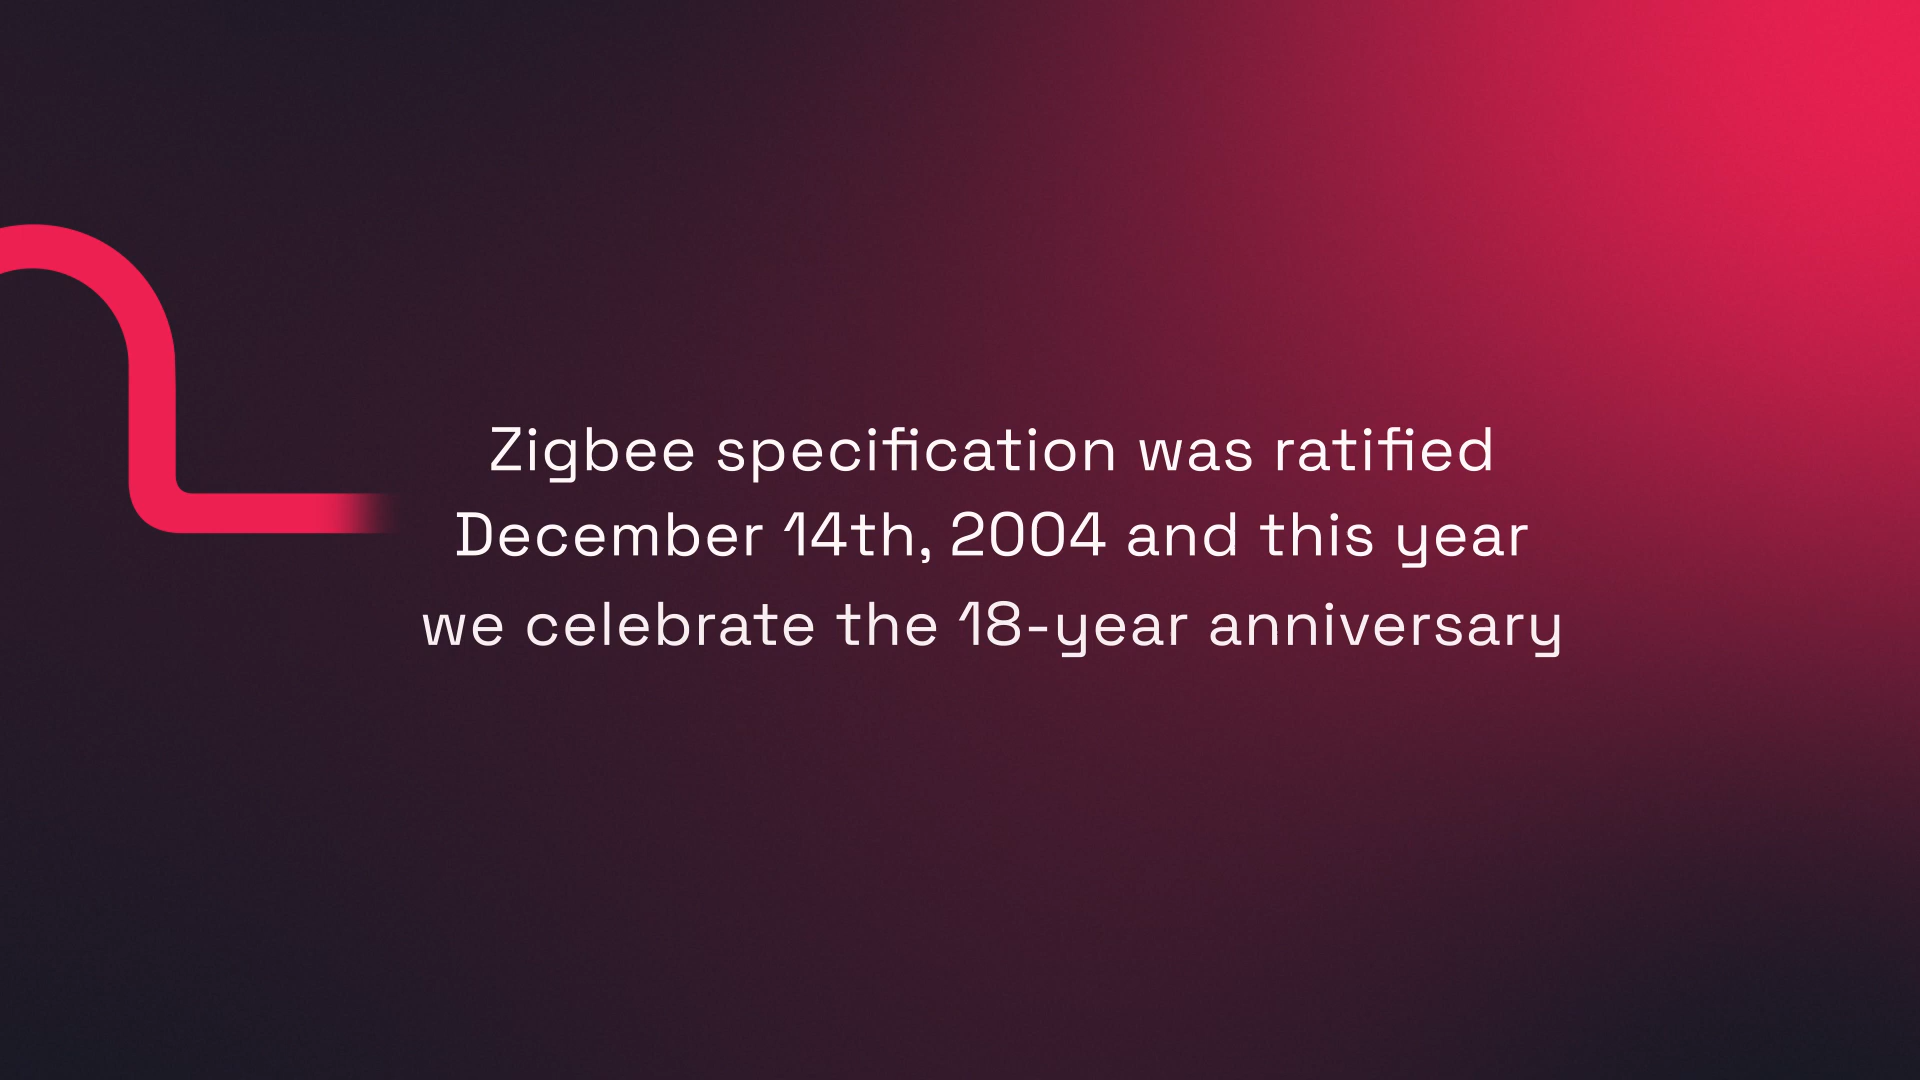 Zigbee specification was ratified
December 14th, 2004 and this year
we celebrate the 18-year anniversary